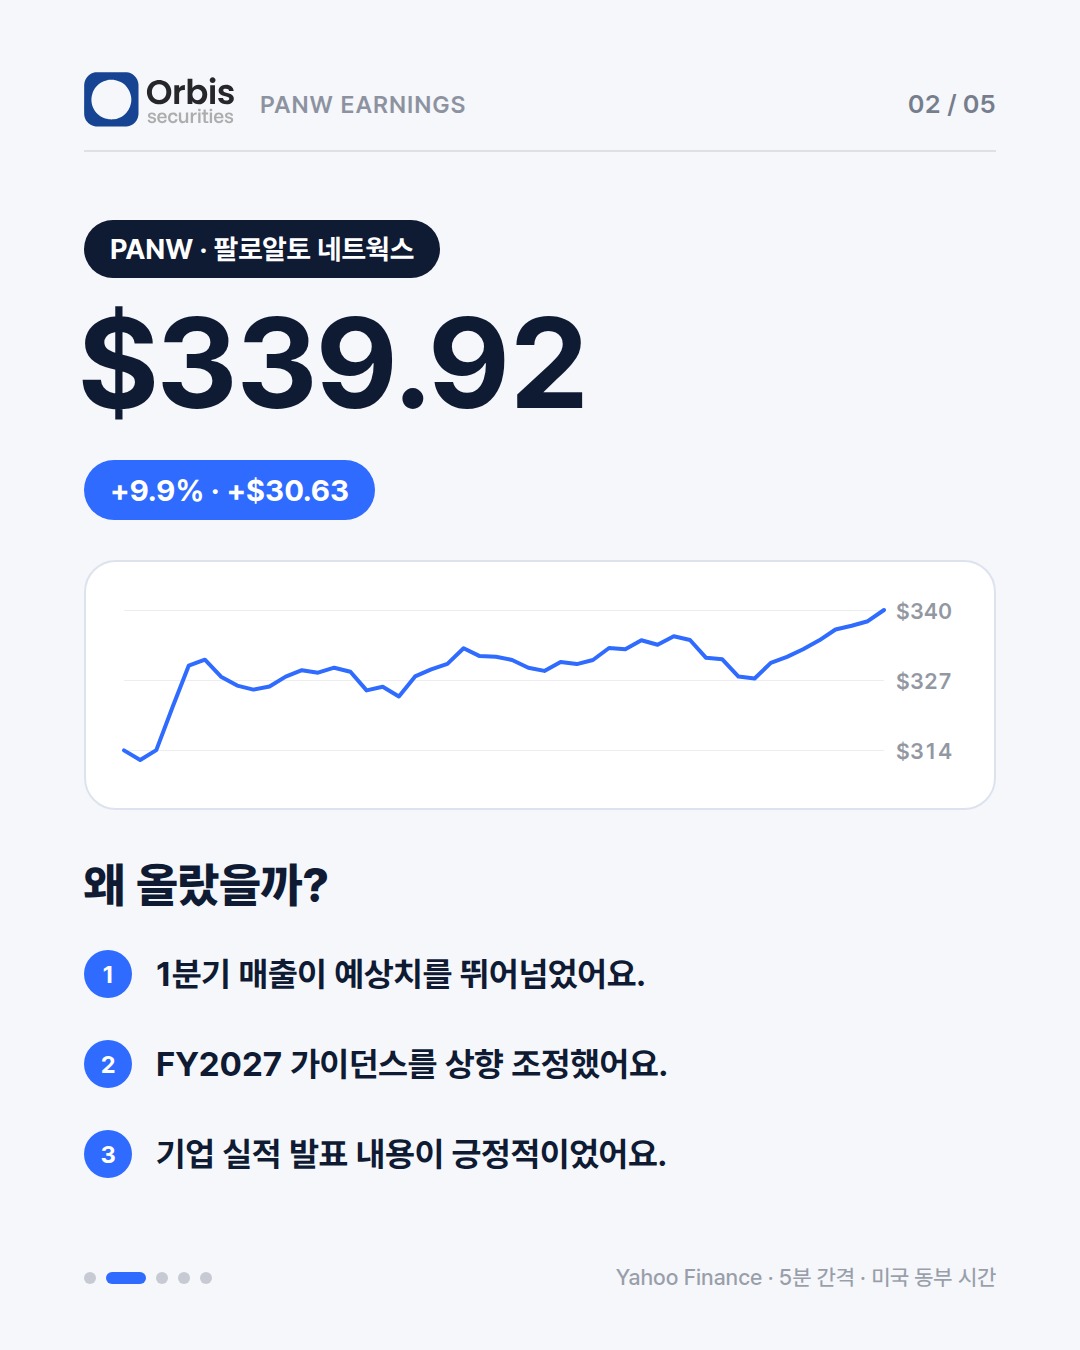 Orbis
securities
PANW EARNINGS
02 / 05
PANW · 팔로알토 네트웍스
$339.92
+9.9% · +$30.63
$340
$327
$314
왜 올랐을까?
1 1분기 매출이 예상치를 뛰어넘었어요.
2 FY2027 가이던스를 상향 조정했어요.
3 기업 실적 발표 내용이 긍정적이었어요.
Yahoo Finance · 5분 간격 · 미국 동부 시간